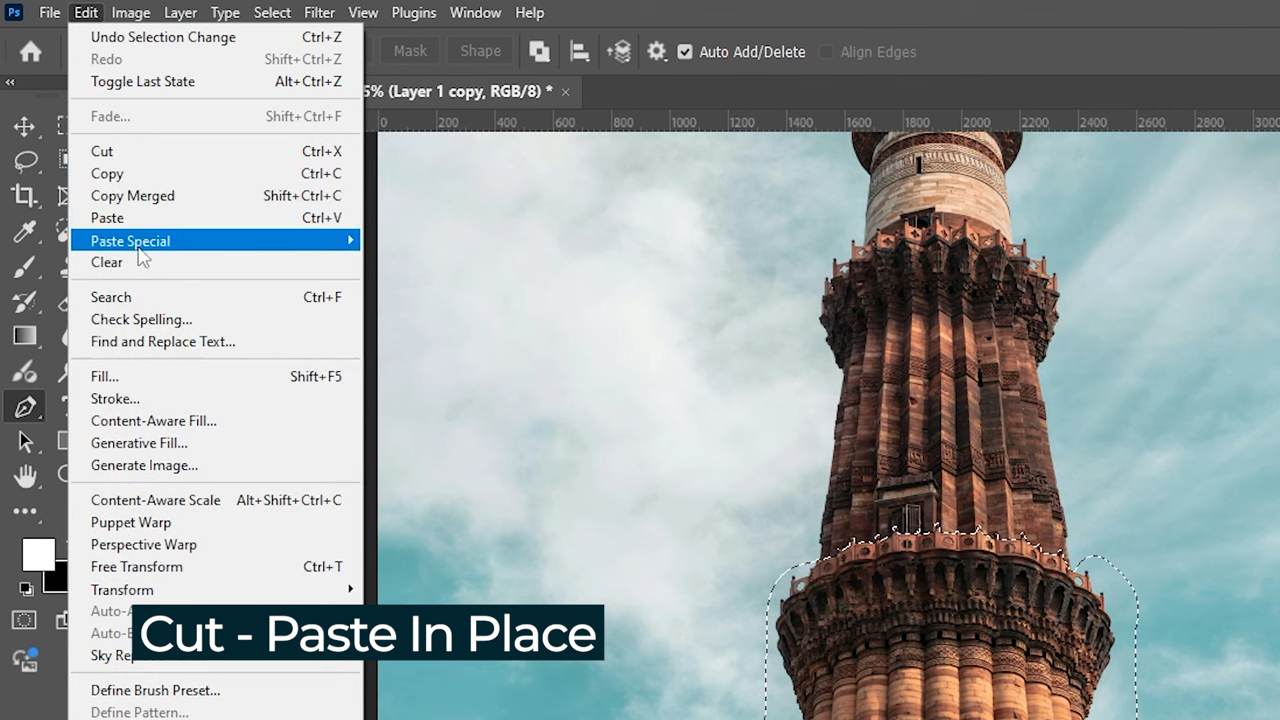 Ps File Edit Image Layer Type Select Filter View Plugins Window Help
Mask Shape Auto Add/Delete Align Edges
5% (Layer 1 copy, RGB/8) * ×
0 200 400 600 800 1000 1200 1400 1600 1800 2000 2200 2400 2600 2800 3000
Undo Selection Change Ctrl+Z
Redo Shift+Ctrl+Z
Toggle Last State Alt+Ctrl+Z
Fade... Shift+Ctrl+F
Cut Ctrl+X
Copy Ctrl+C
Copy Merged Shift+Ctrl+C
Paste Ctrl+V
Paste Special
Clear
Search Ctrl+F
Check Spelling...
Find and Replace Text...
Fill... Shift+F5
Stroke...
Content-Aware Fill...
Generative Fill...
Generate Image...
Content-Aware Scale Alt+Shift+Ctrl+C
Puppet Warp
Perspective Warp
Free Transform Ctrl+T
Transform
Auto-
Auto-
Cut - Paste In Place
Sky
Define Brush Preset...
Define Pattern...